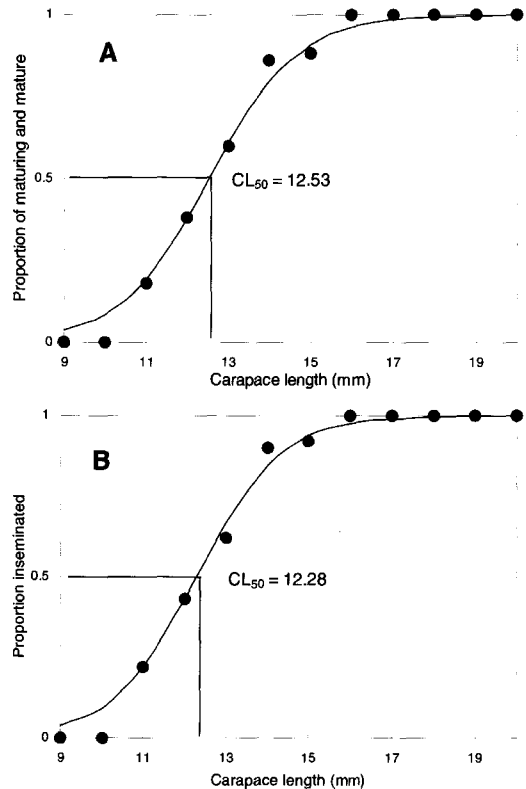 1
A
Proportion of maturing and mature
0.5
CL50 = 12.53
0
9 11 13 15 17 19
Carapace length (mm)
1
B
Proportion inseminated
0.5
CL50 = 12.28
0
9 11 13 15 17 19
Carapace length (mm)